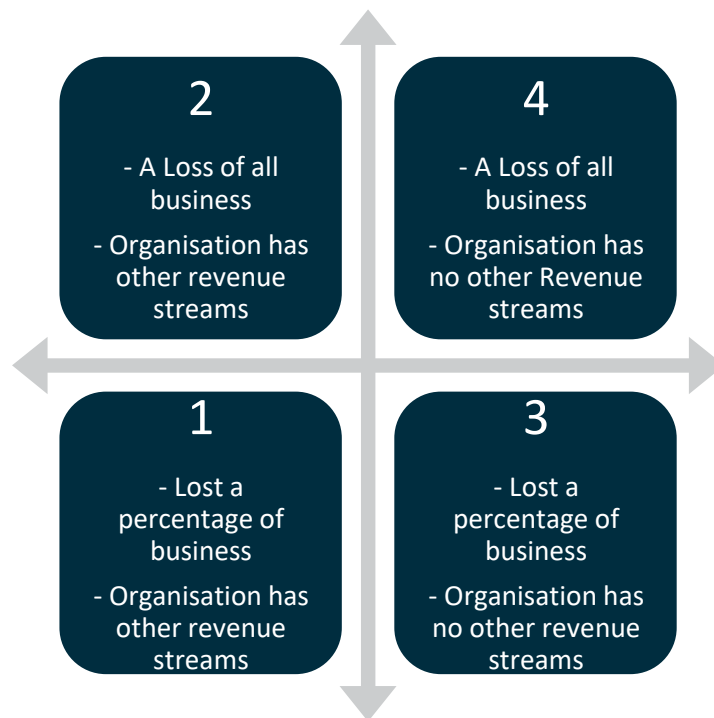 2
- A Loss of all
business
- Organisation has
other revenue
streams
4
- A Loss of all
business
- Organisation has
no other Revenue
streams
1
- Lost a
percentage of
business
- Organisation has
other revenue
streams
3
- Lost a
percentage of
business
- Organisation has
no other revenue
streams